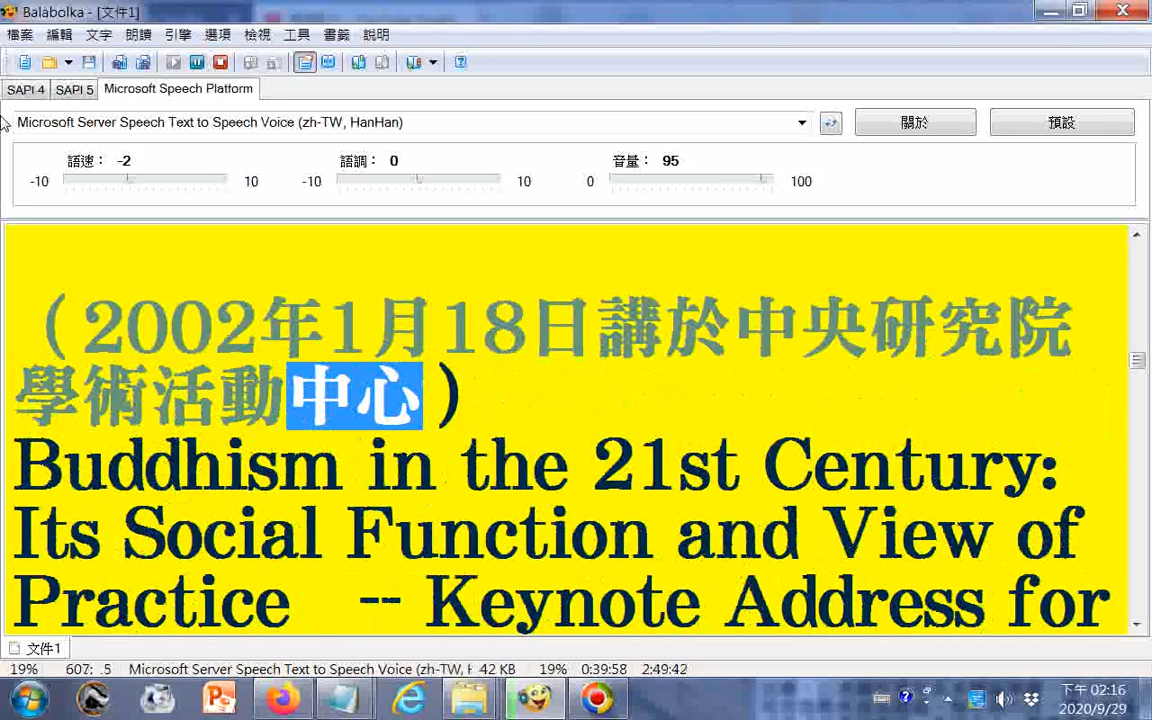 Balabolka - [文件1]
檔案 編輯 文字 朗讀 引擎 選項 檢視 工具 書籤 說明
SAPI 4 SAPI 5 Microsoft Speech Platform
Microsoft Server Speech Text to Speech Voice (zh-TW, HanHan) 關於 預設
語速： -2 語調： 0 音量： 95
-10 10 -10 10 0 100
（2002年1月18日講於中央研究院
學術活動中心）
Buddhism in the 21st Century:
Its Social Function and View of
Practice -- Keynote Address for
文件1
19% 607: .5 Microsoft Server Speech Text to Speech Voice (zh-TW, 42 KB 19% 0:39:58 2:49:42
下午 02:16
2020/9/29